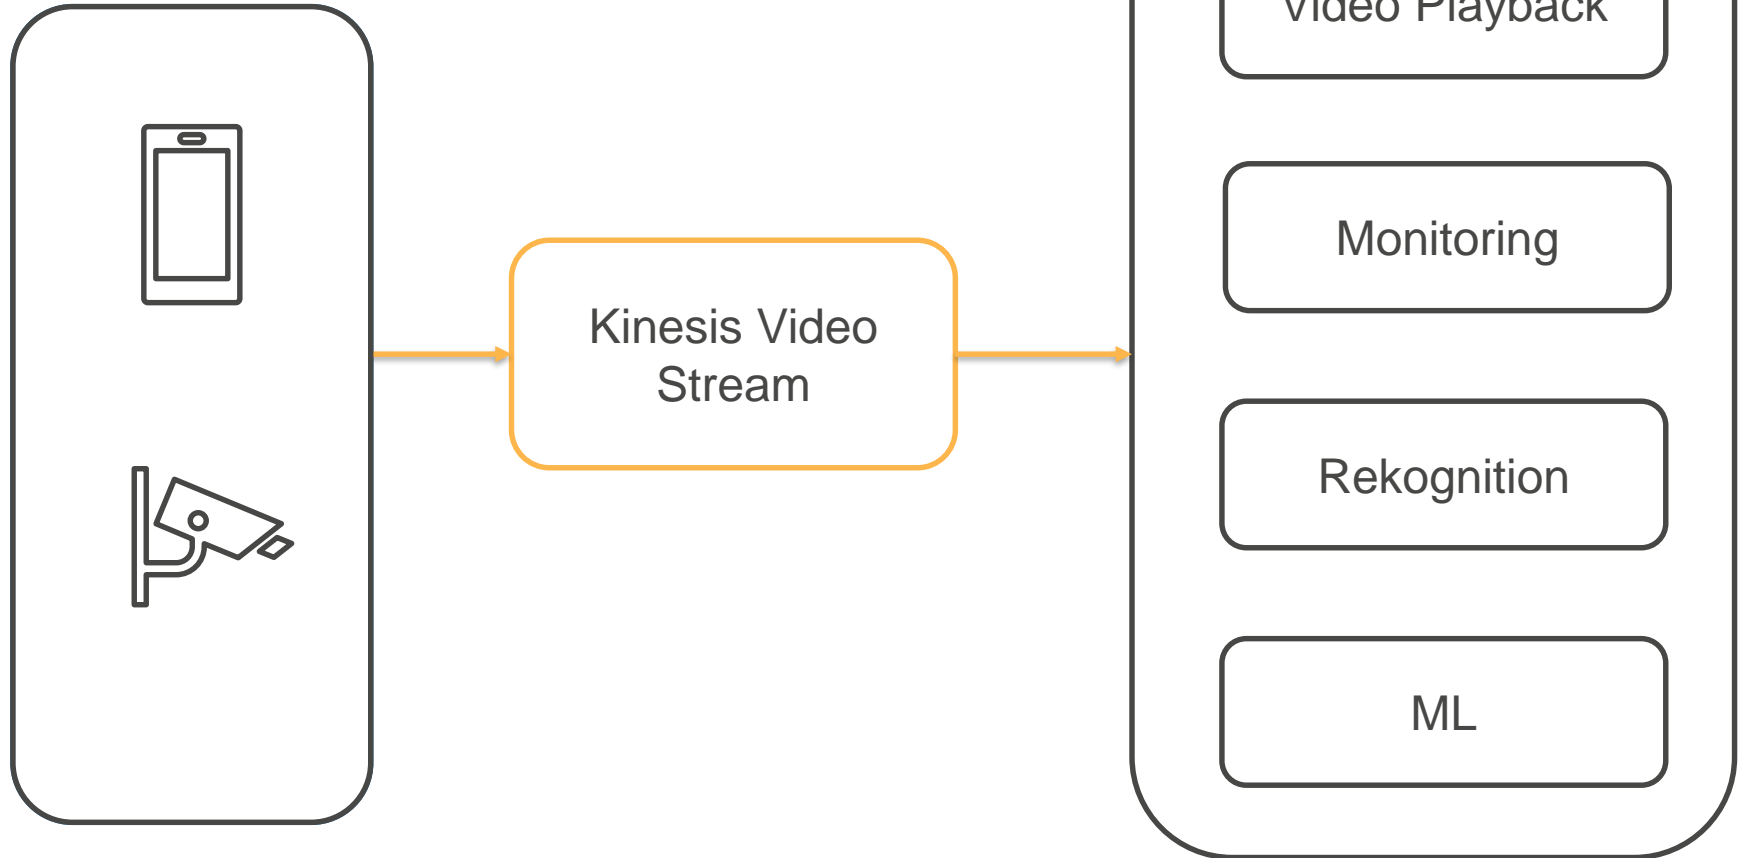 Video Playback
Monitoring
Kinesis Video
Stream
Rekognition
ML